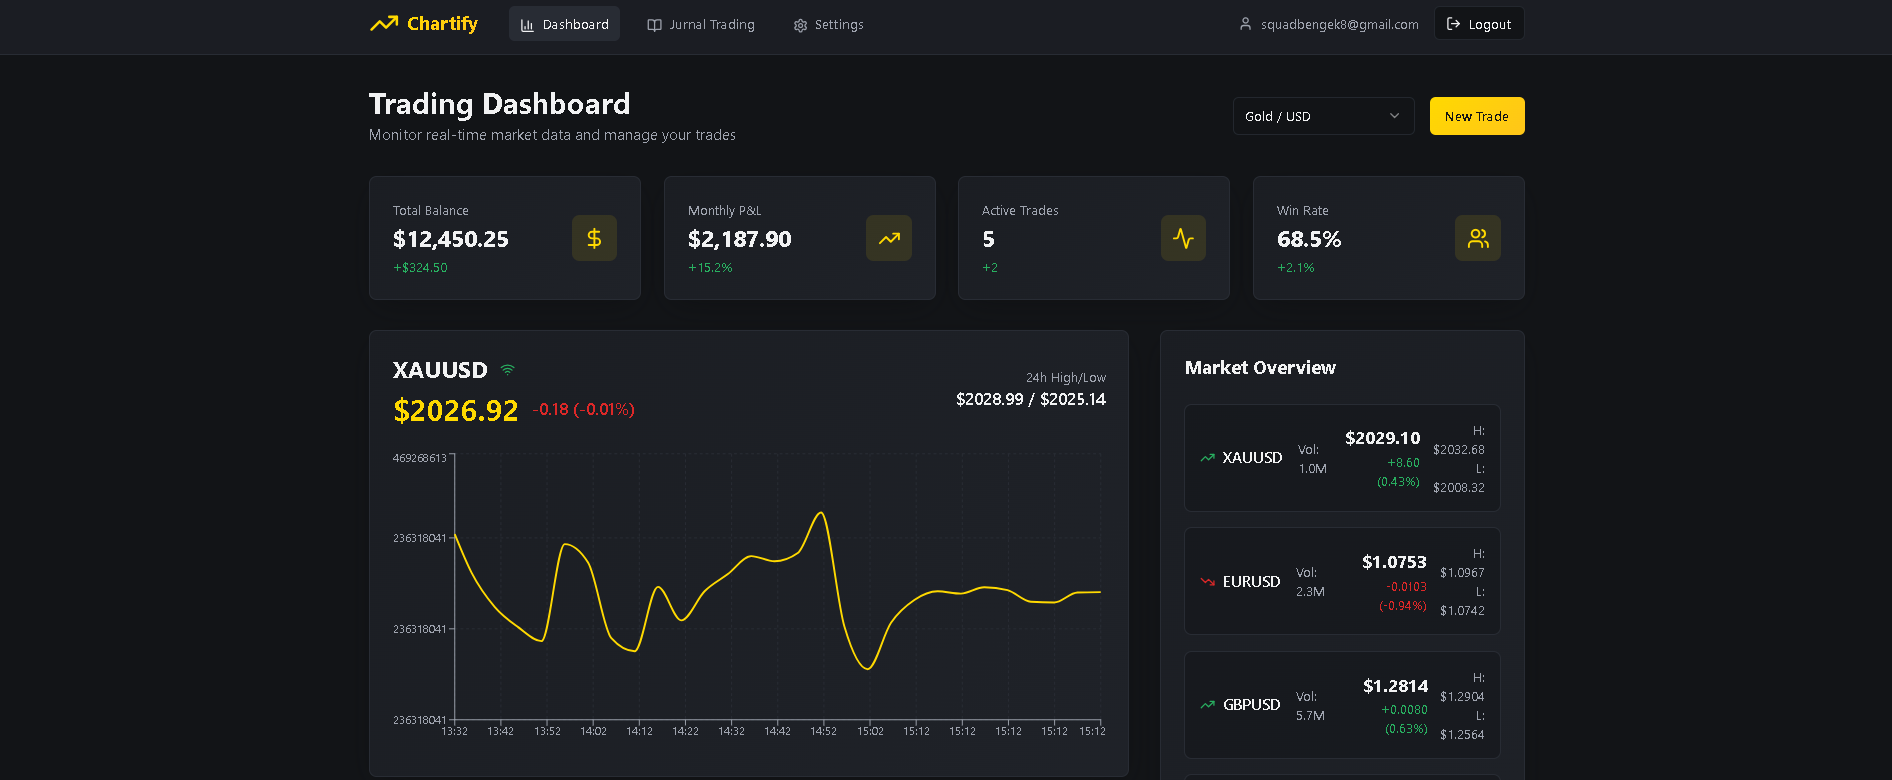 Chartify
Dashboard
Jurnal Trading
Settings
squadbengek8@gmail.com
Logout
Trading Dashboard
Monitor real-time market data and manage your trades
Gold / USD
New Trade
Total Balance
$12,450.25
+$324.50
Monthly P&L
$2,187.90
+15.2%
Active Trades
5
+2
Win Rate
68.5%
+2.1%
XAUUSD
$2026.92 -0.18 (-0.01%)
24h High/Low
$2028.99 / $2025.14
469268613
236318041
236318041
236318041
13:32 13:42 13:52 14:02 14:12 14:22 14:32 14:42 14:52 15:02 15:12 15:12 15:12 15:12 15:12
Market Overview
XAUUSD
Vol:
1.0M
$2029.10
+8.60
(0.43%)
H:
$2032.68
L:
$2008.32
EURUSD
Vol:
2.3M
$1.0753
-0.0103
(-0.94%)
H:
$1.0967
L:
$1.0742
GBPUSD
Vol:
5.7M
$1.2814
+0.0080
(0.63%)
H:
$1.2904
L:
$1.2564